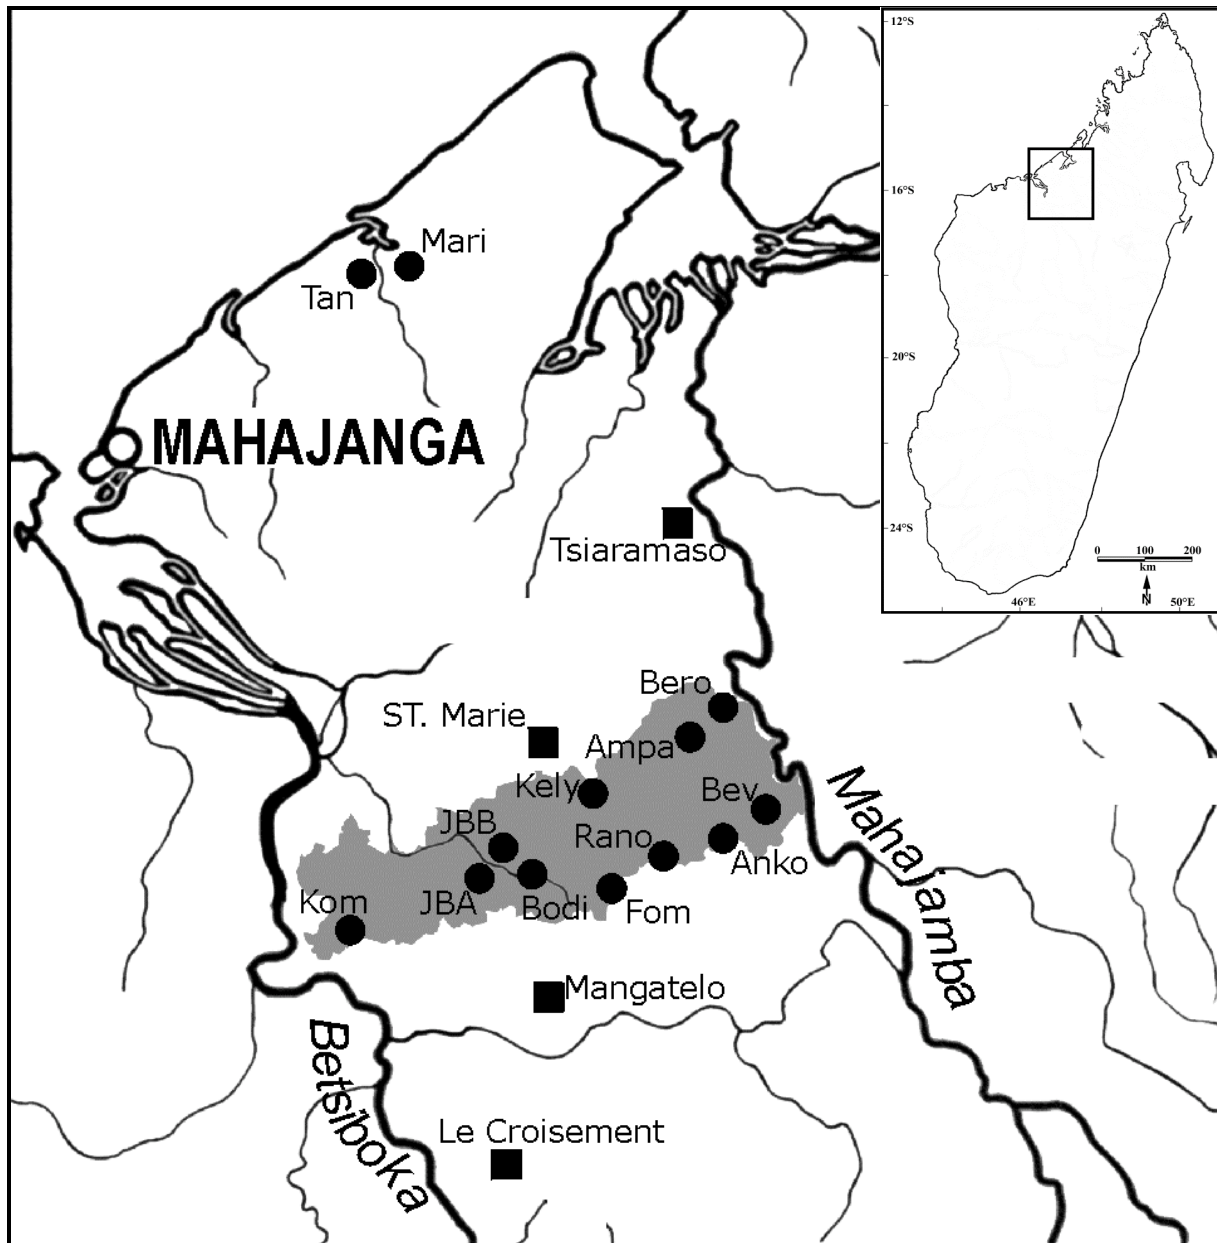 12°S
16°S
20°S
24°S
0 100 200
km
N
46°E 50°E
Mari
Tan
MAHAJANGA
Tsiaramaso
Bero
ST. Marie
Ampa
Kely
Bev
JBB
Rano
Anko
Kom
JBA
Bodi
Fom
Mahajamba
Mangatelo
Betsiboka
Le Croisement